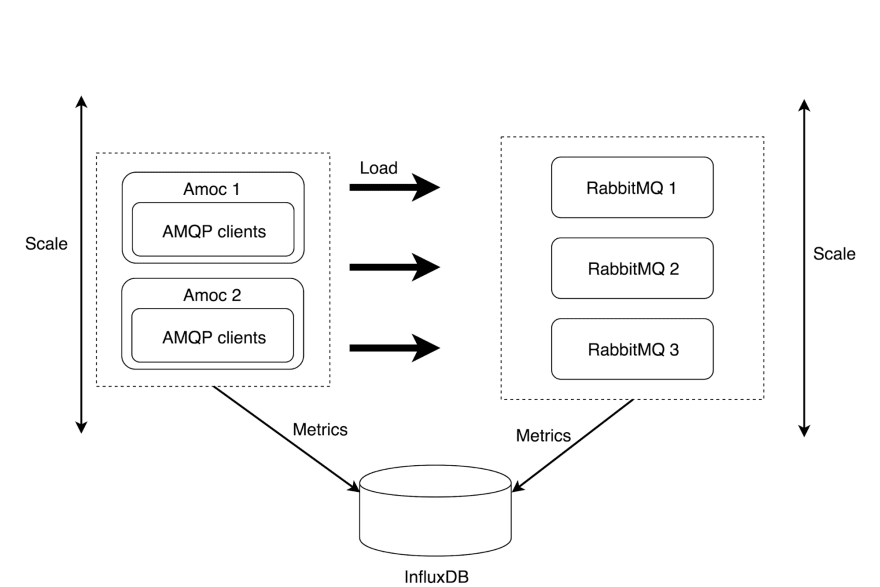 Load
Amoc 1
RabbitMQ 1
AMQP clients
Scale
Scale
RabbitMQ 2
Amoc 2
AMQP clients
RabbitMQ 3
Metrics
Metrics
InfluxDB